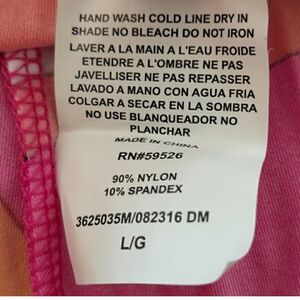 HAND WASH COLD LINE DRY IN
SHADE NO BLEACH DO NOT IRON
LAVER A LA MAIN A L'EAU FROIDE
ETENDRE A L'OMBRE NE PAS
JAVELLISER NE PAS REPASSER
LAVADO A MANO CON AGUA FRIA
COLGAR A SECAR EN LA SOMBRA
NO USE BLANQUEADOR NO
PLANCHAR
MADE IN CHINA
RN#59526
90% NYLON
10% SPANDEX
3625035M/082316 DM
L/G